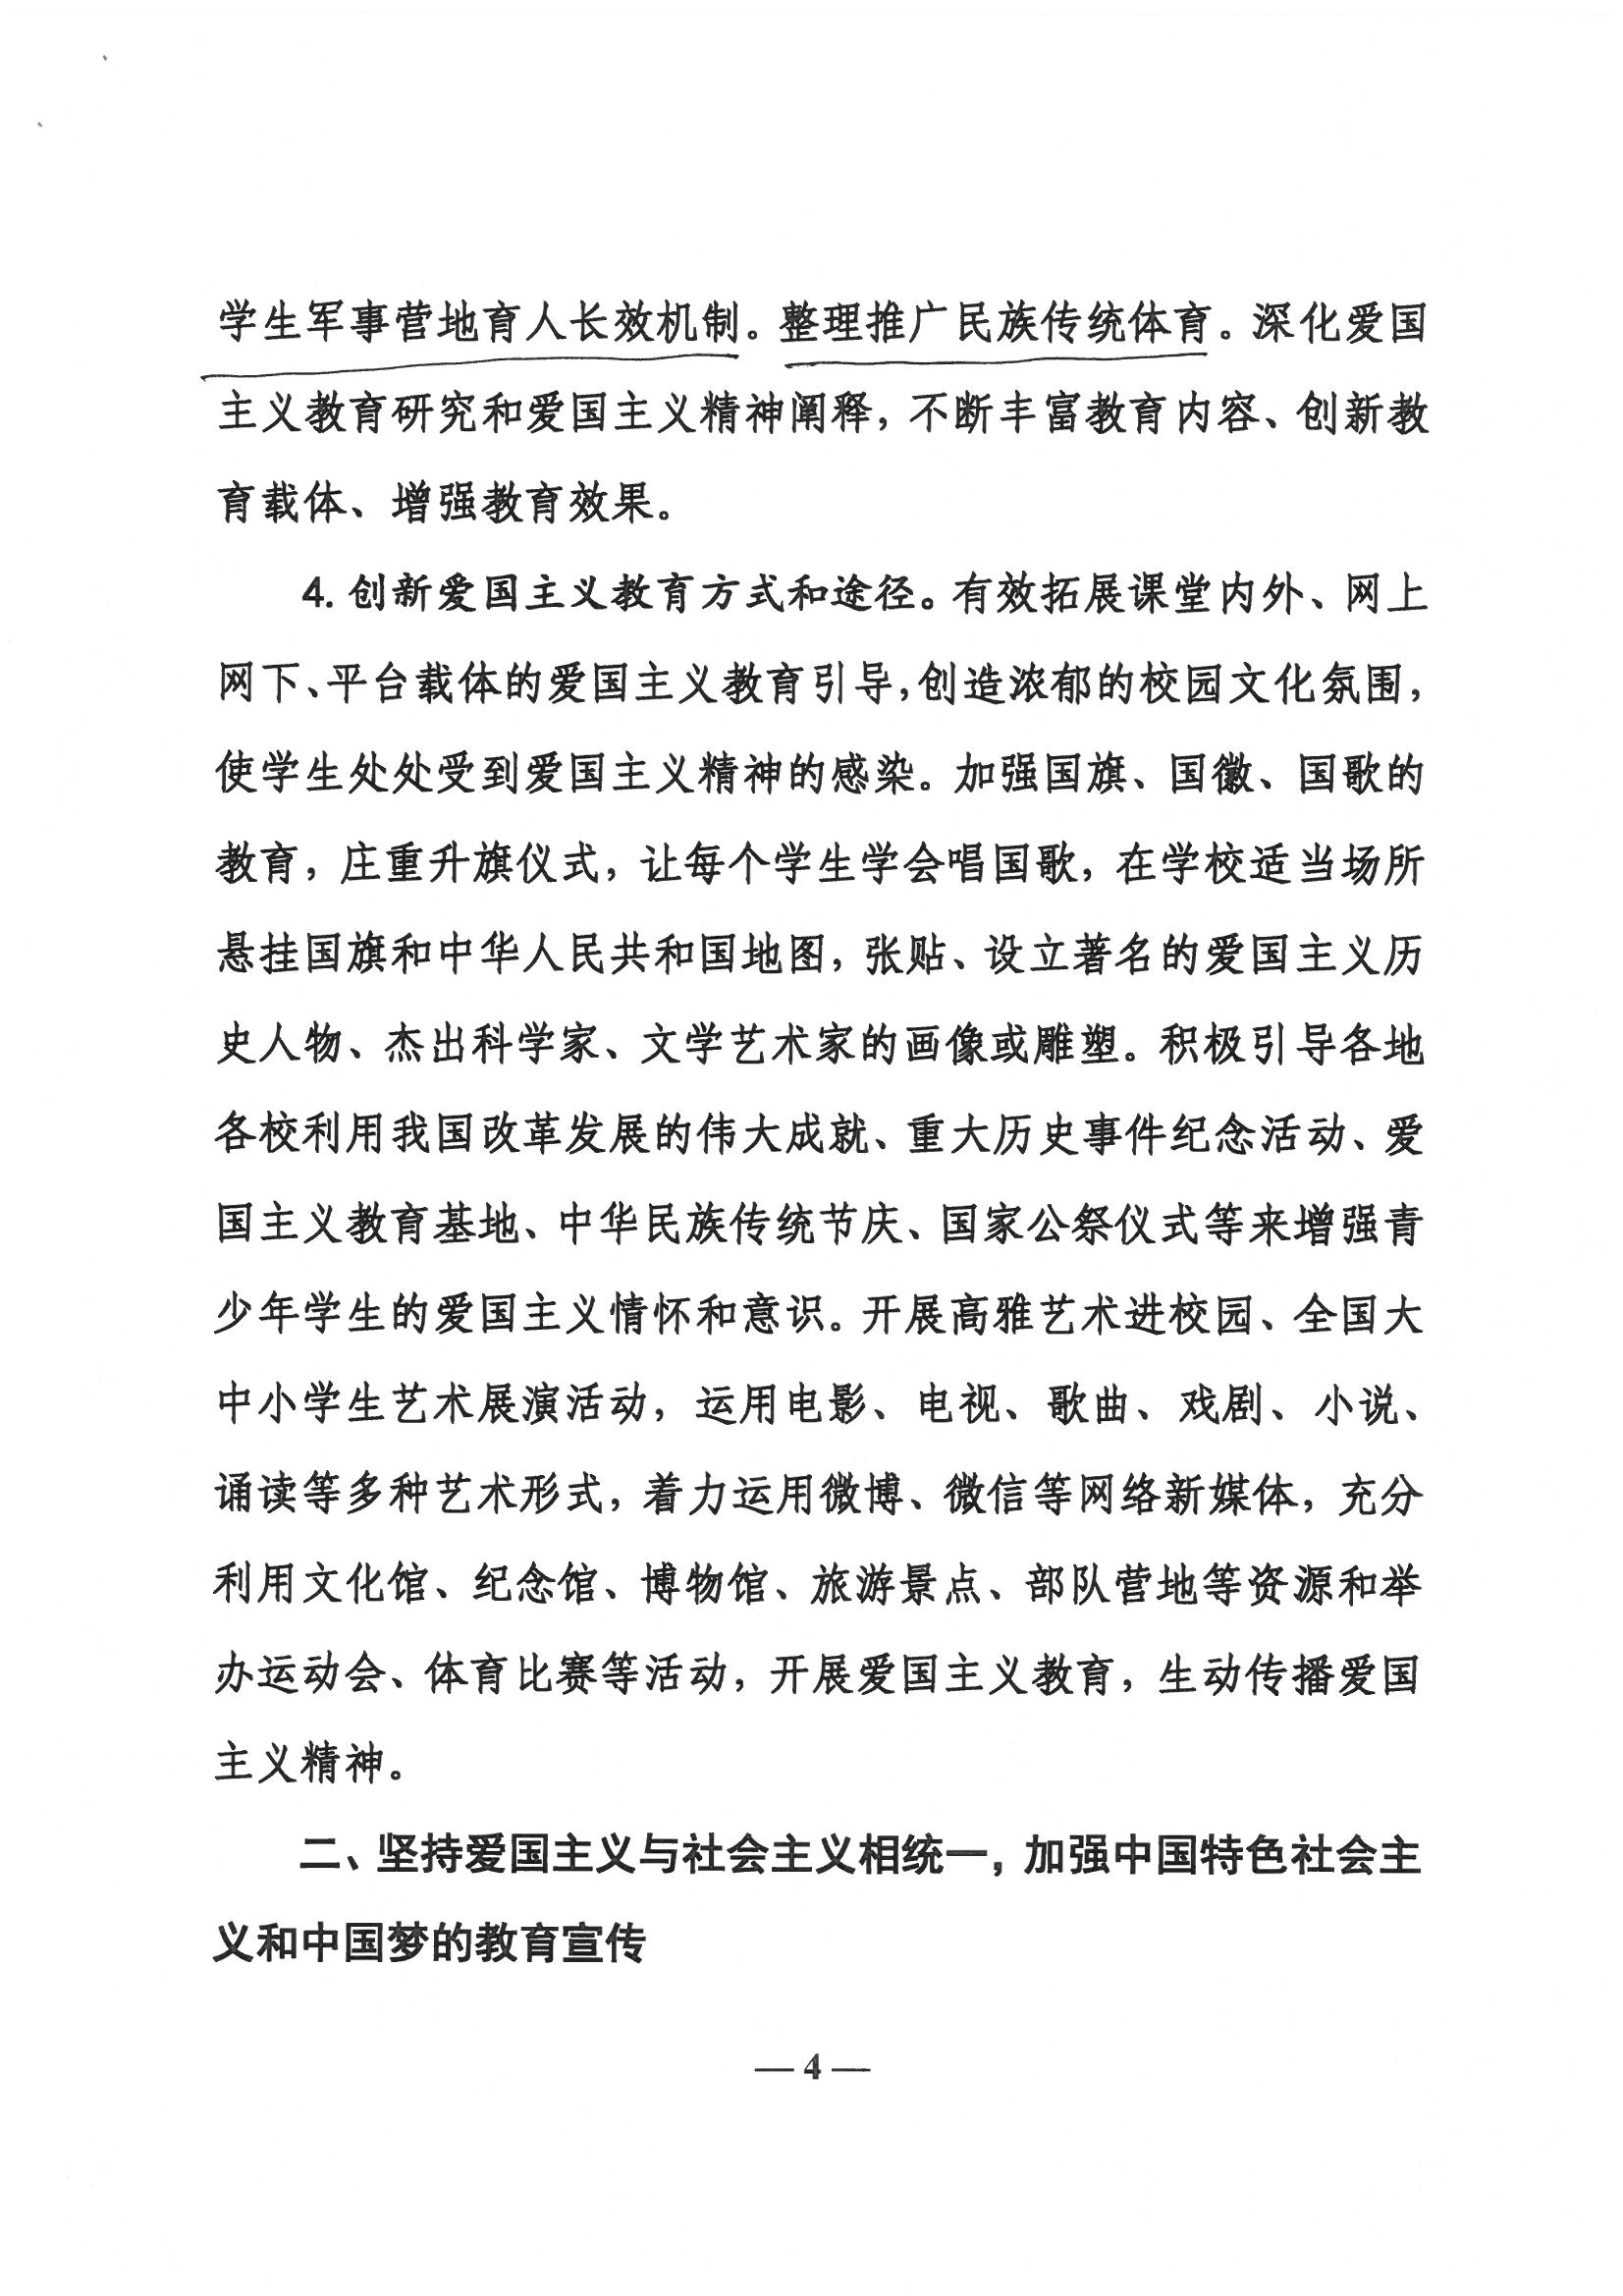 学生军事营地育人长效机制。整理推广民族传统体育。深化爱国
主义教育研究和爱国主义精神阐释，不断丰富教育内容、创新教
育载体、增强教育效果。
4. 创新爱国主义教育方式和途径。有效拓展课堂内外、网上
网下、平台载体的爱国主义教育引导，创造浓郁的校园文化氛围，
使学生处处受到爱国主义精神的感染。加强国旗、国徽、国歌的
教育，庄重升旗仪式，让每个学生学会唱国歌，在学校适当场所
悬挂国旗和中华人民共和国地图，张贴、设立著名的爱国主义历
史人物、杰出科学家、文学艺术家的画像或雕塑。积极引导各地
各校利用我国改革发展的伟大成就、重大历史事件纪念活动、爱
国主义教育基地、中华民族传统节庆、国家公祭仪式等来增强青
少年学生的爱国主义情怀和意识。开展高雅艺术进校园、全国大
中小学生艺术展演活动，运用电影、电视、歌曲、戏剧、小说、
诵读等多种艺术形式，着力运用微博、微信等网络新媒体，充分
利用文化馆、纪念馆、博物馆、旅游景点、部队营地等资源和举
办运动会、体育比赛等活动，开展爱国主义教育，生动传播爱国
主义精神。
二、坚持爱国主义与社会主义相统一，加强中国特色社会主
义和中国梦的教育宣传
— 4 —